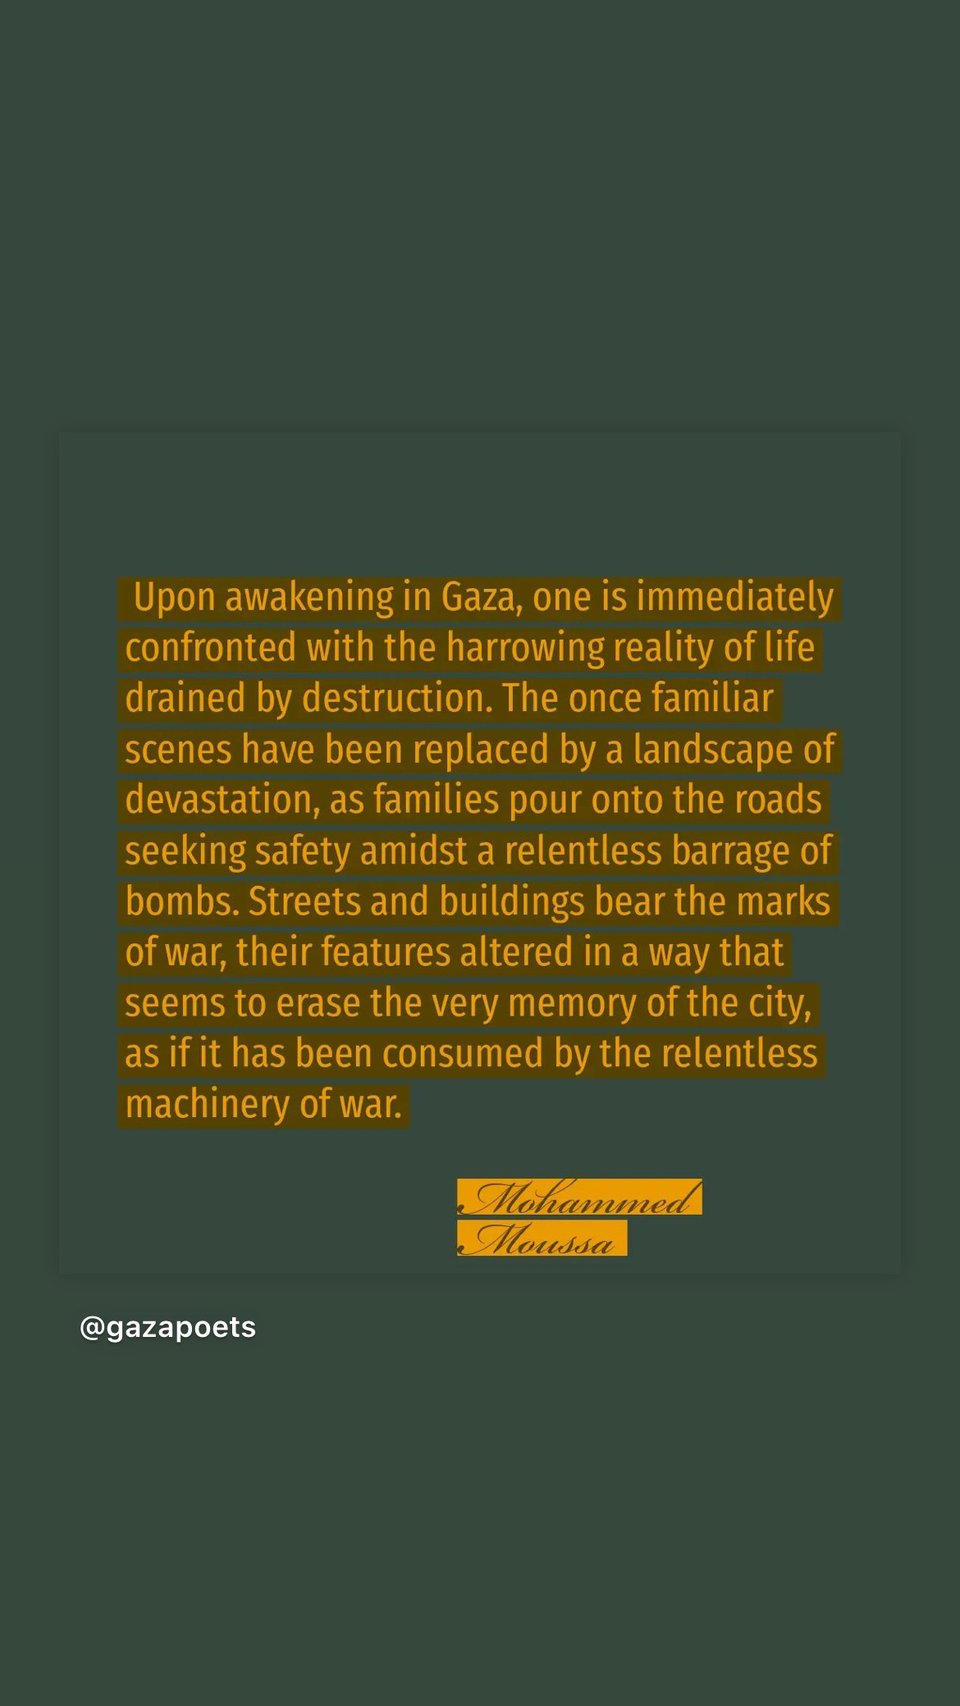 Upon awakening in Gaza, one is immediately
confronted with the harrowing reality of life
drained by destruction. The once familiar
scenes have been replaced by a landscape of
devastation, as families pour onto the roads
seeking safety amidst a relentless barrage of
bombs. Streets and buildings bear the marks
of war, their features altered in a way that
seems to erase the very memory of the city,
as if it has been consumed by the relentless
machinery of war.
Mohammed
Moussa
@gazapoets